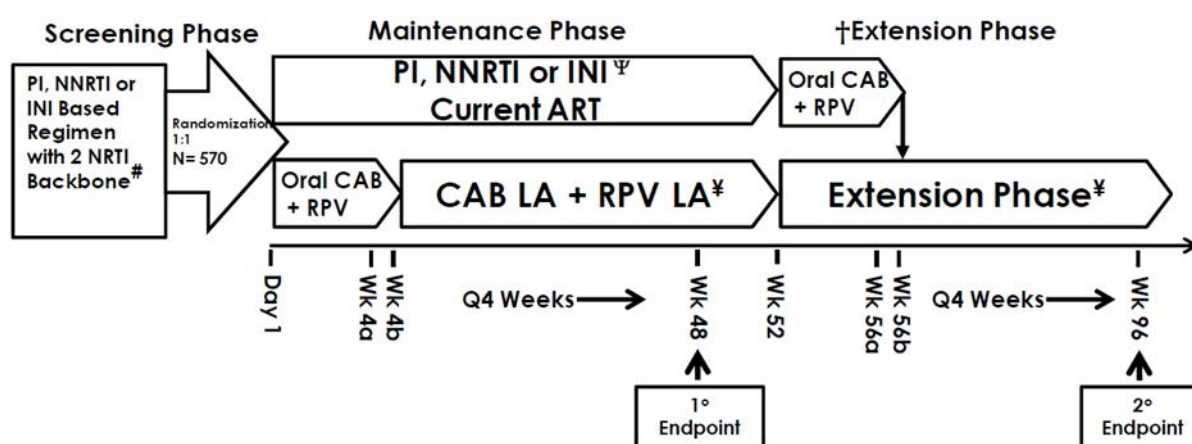 Screening Phase
Maintenance Phase
†Extension Phase
PI, NNRTI or
INI Based
Regimen
with 2 NRTI
Backbone#
Randomization
1:1
N= 570
PI, NNRTI or INI Ψ
Current ART
Oral CAB
+ RPV
Oral CAB
+ RPV
CAB LA + RPV LA¥
Extension Phase¥
Day 1
Wk 4a
Wk 4b
Q4 Weeks
Wk 48
Wk 52
Wk 56a
Wk 56b
Q4 Weeks
Wk 96
1°
Endpoint
2°
Endpoint